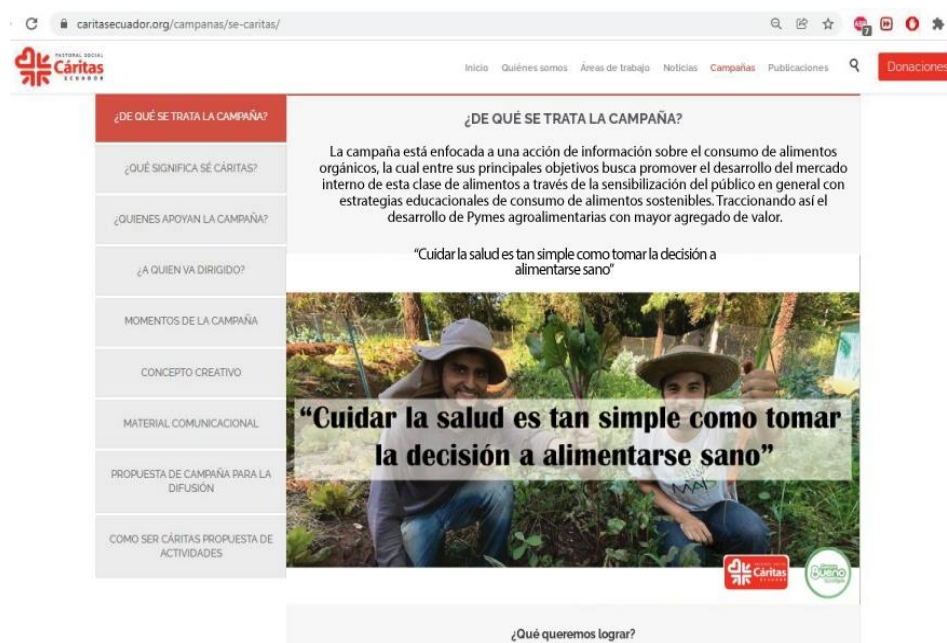 caritasecuador.org/campanas/se-caritas/
PASTORAL SOCIAL
Cáritas
ECUADOR
Inicio Quiénes somos Áreas de trabajo Noticias Campañas Publicaciones Donaciones
¿DE QUÉ SE TRATA LA CAMPAÑA?
¿QUÉ SIGNIFICA SÉ CÁRITAS?
¿QUIENES APOYAN LA CAMPAÑA?
¿A QUIEN VA DIRIGIDO?
MOMENTOS DE LA CAMPAÑA
CONCEPTO CREATIVO
MATERIAL COMUNICACIONAL
PROPUESTA DE CAMPAÑA PARA LA
DIFUSIÓN
COMO SER CÁRITAS PROPUESTA DE
ACTIVIDADES
¿DE QUÉ SE TRATA LA CAMPAÑA?
La campaña está enfocada a una acción de información sobre el consumo de alimentos
orgánicos, la cual entre sus principales objetivos busca promover el desarrollo del mercado
interno de esta clase de alimentos a través de la sensibilización del público en general con
estrategias educacionales de consumo de alimentos sostenibles. Traccionando así el
desarrollo de Pymes agroalimentarias con mayor agregado de valor.
“Cuidar la salud es tan simple como tomar la decisión a
alimentarse sano”
“Cuidar la salud es tan simple como tomar
la decisión a alimentarse sano”
Cáritas
ECUADOR
Bueno
¿Qué queremos lograr?